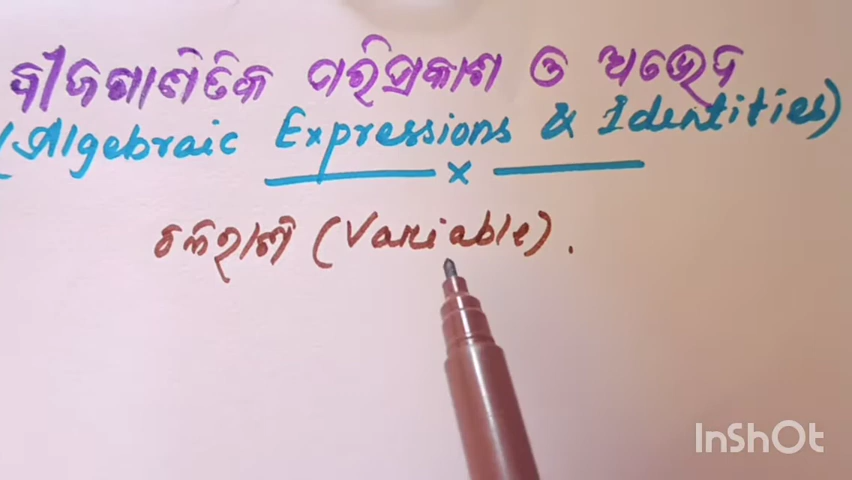 ବୀଜଗାଣିତିକ ପରିପ୍ରକାଶ ଓ ଅଭେଦ
(Algebraic Expressions & Identities)
x
ଚଳରାଶି (Variable).
InShOt